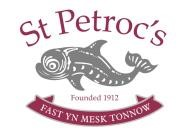 St Petroc's
Founded 1912
FAST YN MESK TONNOW